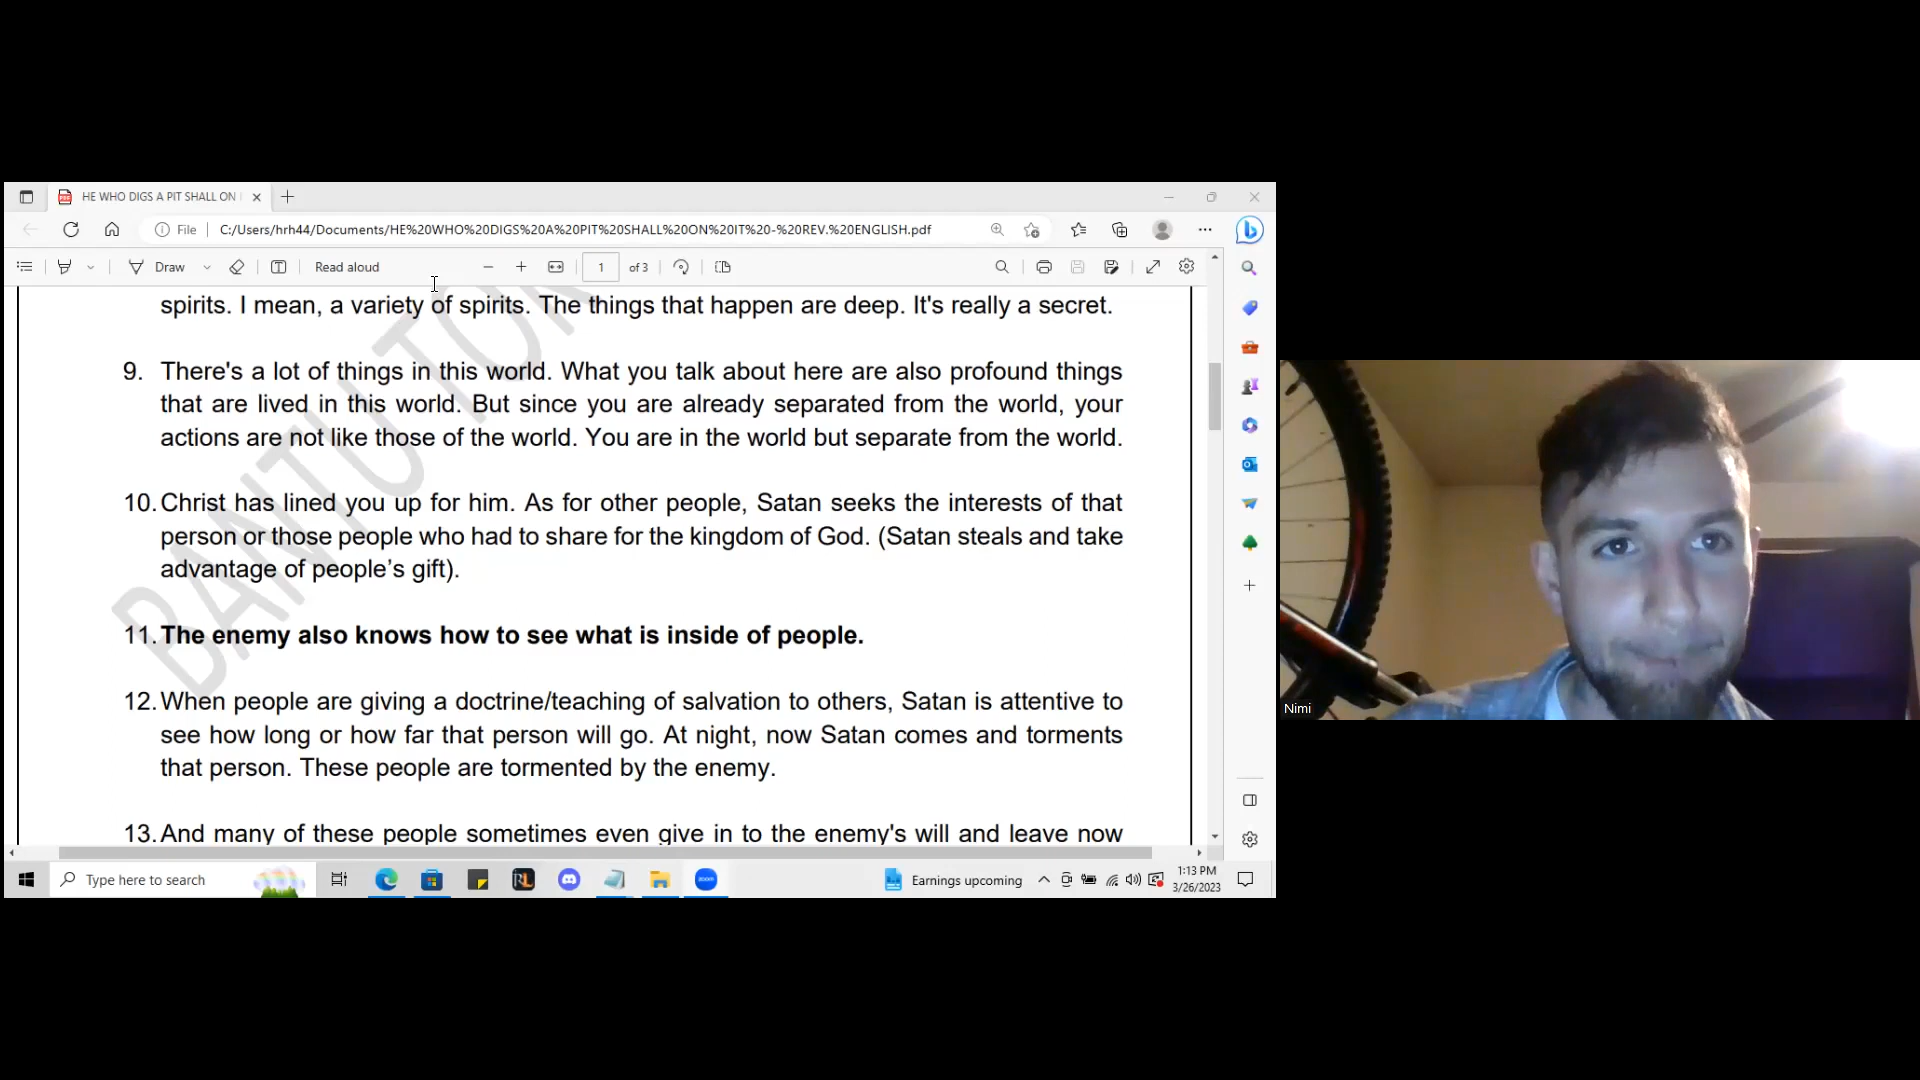 HE WHO DIGS A PIT SHALL ON
File
C:/Users/hrh44/Documents/HE%20WHO%20DIGS%20A%20PIT%20SHALL%20ON%20IT%20-%20REV.%20ENGLISH.pdf
Draw
Read aloud
1
of 3
spirits. I mean, a variety of spirits. The things that happen are deep. It's really a secret.
9. There's a lot of things in this world. What you talk about here are also profound things
that are lived in this world. But since you are already separated from the world, your
actions are not like those of the world. You are in the world but separate from the world.
10. Christ has lined you up for him. As for other people, Satan seeks the interests of that
person or those people who had to share for the kingdom of God. (Satan steals and take
advantage of people’s gift).
11. The enemy also knows how to see what is inside of people.
12. When people are giving a doctrine/teaching of salvation to others, Satan is attentive to
see how long or how far that person will go. At night, now Satan comes and torments
that person. These people are tormented by the enemy.
13. And many of these people sometimes even give in to the enemy's will and leave now
BANTU TO
Nimi
Type here to search
Earnings upcoming
1:13 PM
3/26/2023